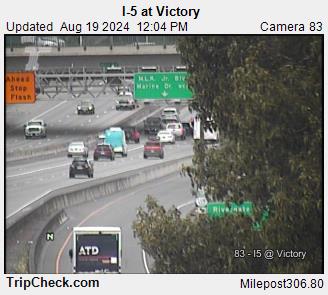 I-5 at Victory
Updated Aug 19 2024 12:04 PM Camera 83
Ahead
Stop
Flash
M.L.K. Jr. Blv
Marine Dr.
Rivergate
N
ATD
83 - I5 @ Victory
TripCheck.com Milepost306.80